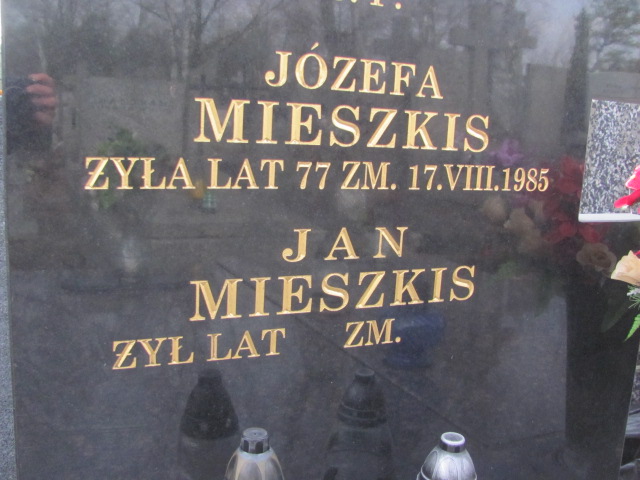 JÓZEFA
MIESZKIS
ŻYŁA LAT 77 ZM. 17.VIII.1985
JAN
MIESZKIS
ŻYŁ LAT ZM.